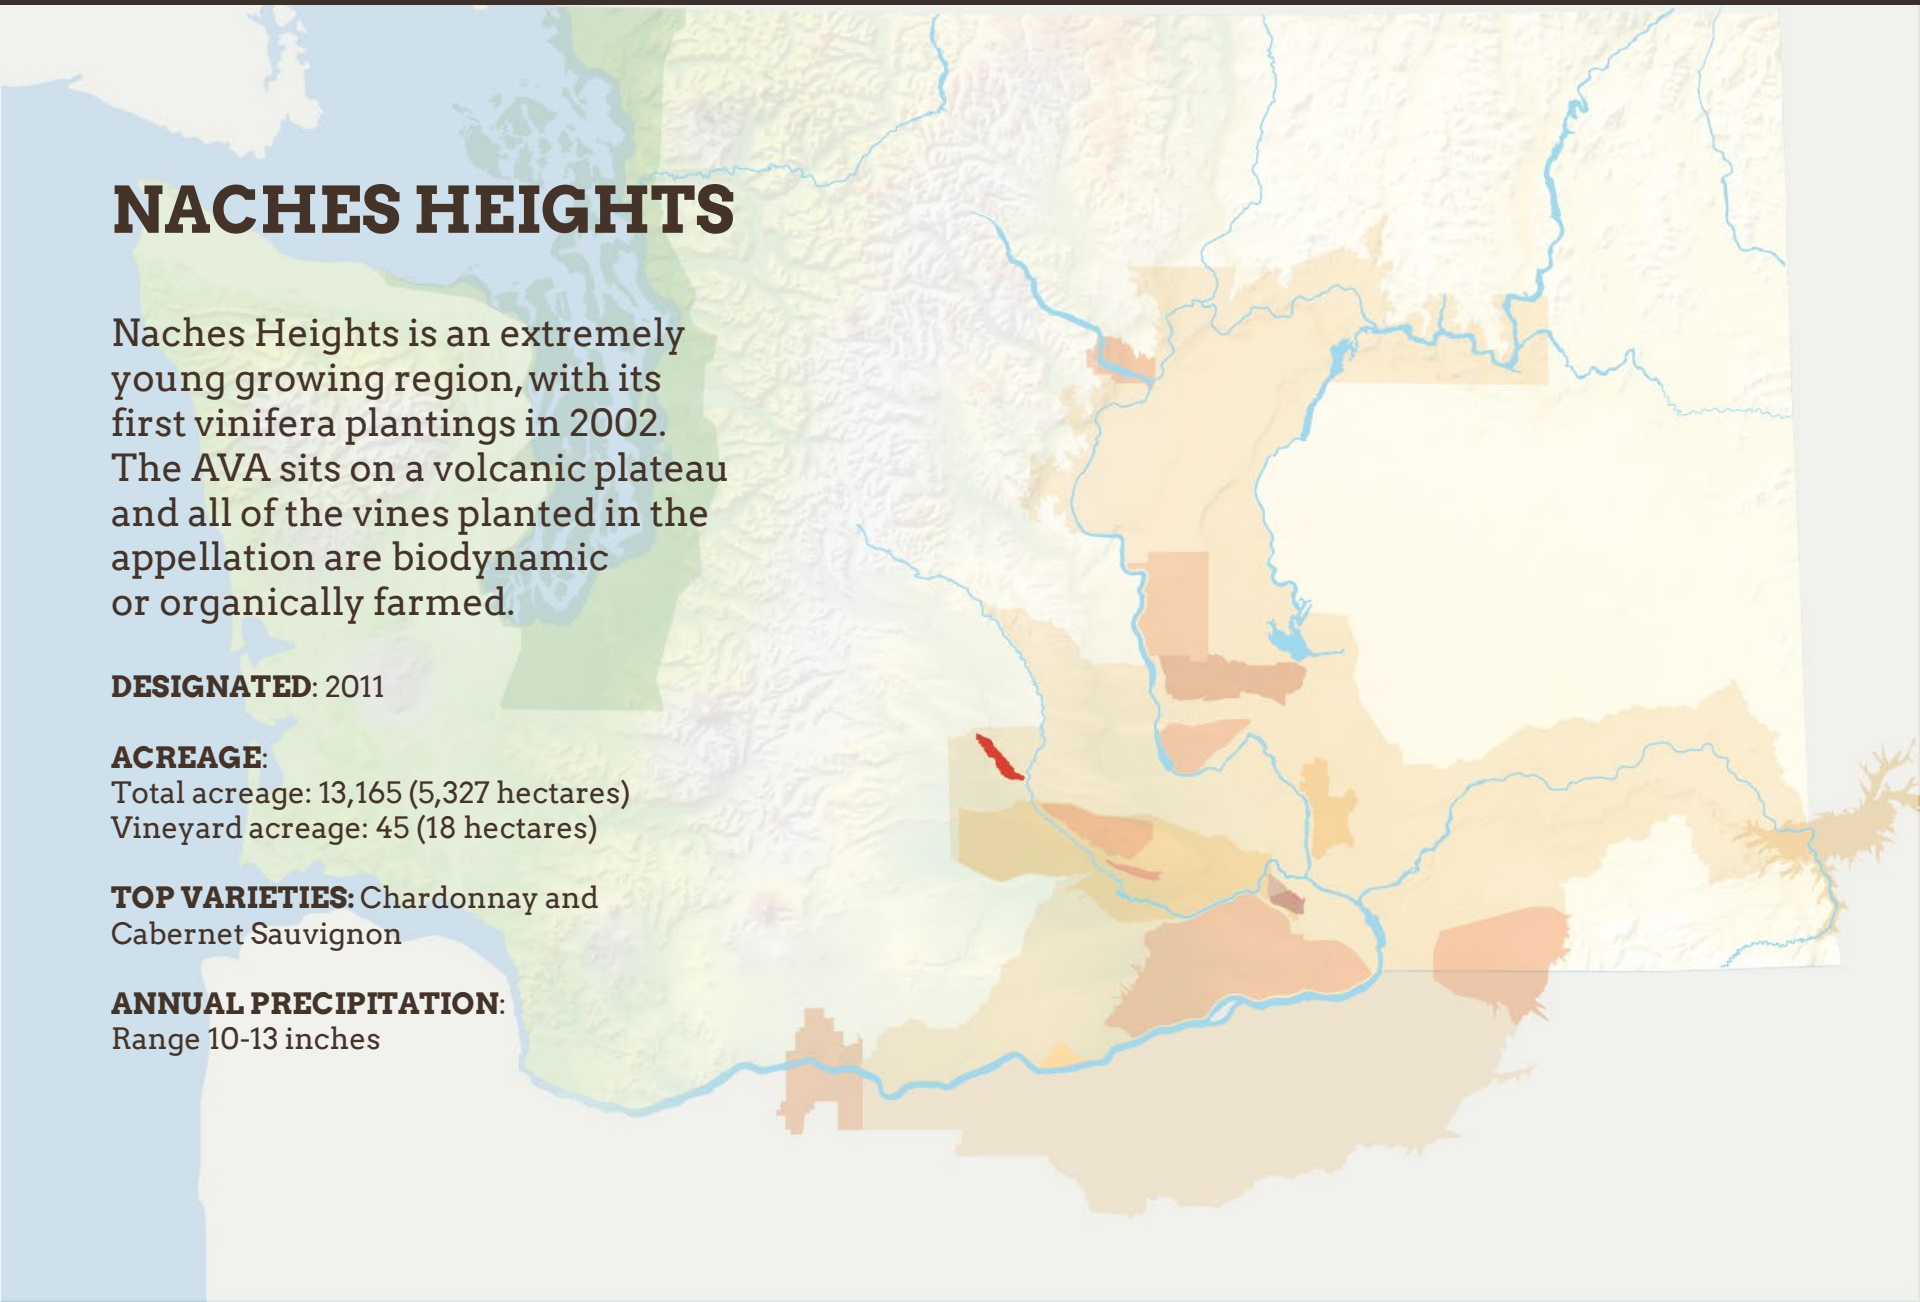 NACHES HEIGHTS
Naches Heights is an extremely
young growing region, with its
first vinifera plantings in 2002.
The AVA sits on a volcanic plateau
and all of the vines planted in the
appellation are biodynamic
or organically farmed.
DESIGNATED: 2011
ACREAGE:
Total acreage: 13,165 (5,327 hectares)
Vineyard acreage: 45 (18 hectares)
TOP VARIETIES: Chardonnay and
Cabernet Sauvignon
ANNUAL PRECIPITATION:
Range 10-13 inches